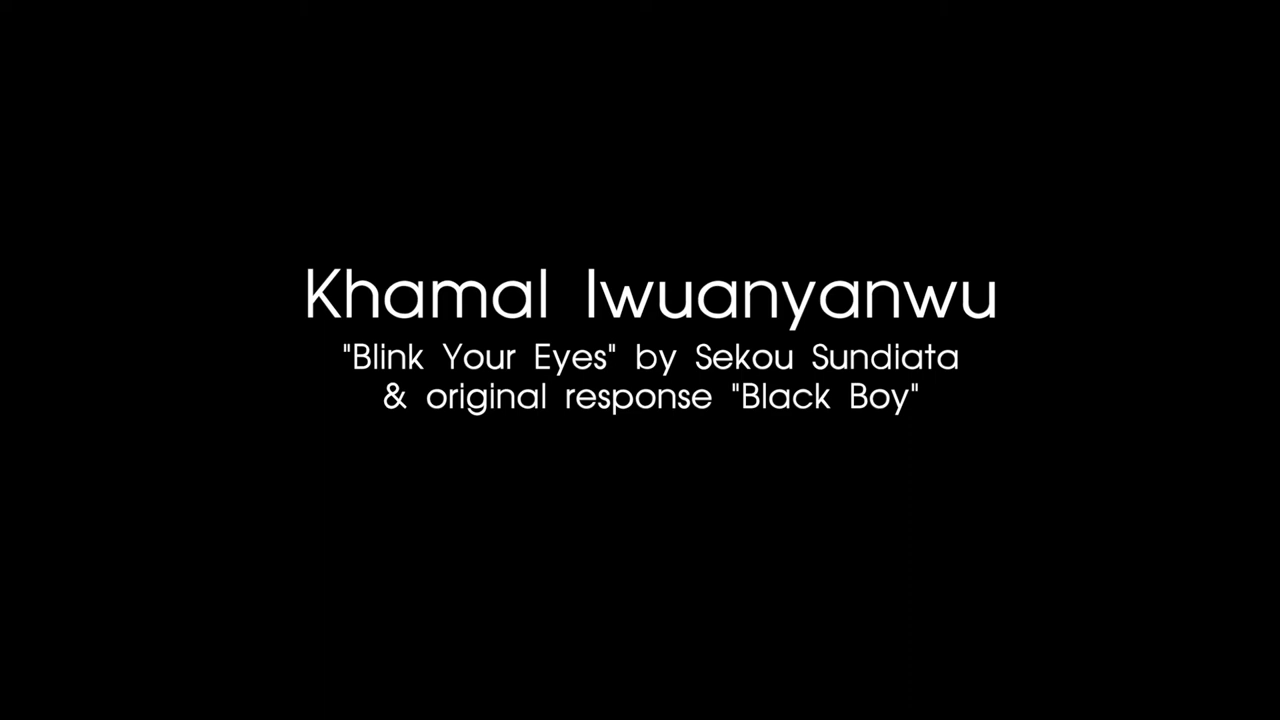 Khamal Iwuanyanwu
"Blink Your Eyes" by Sekou Sundiata
& original response "Black Boy"